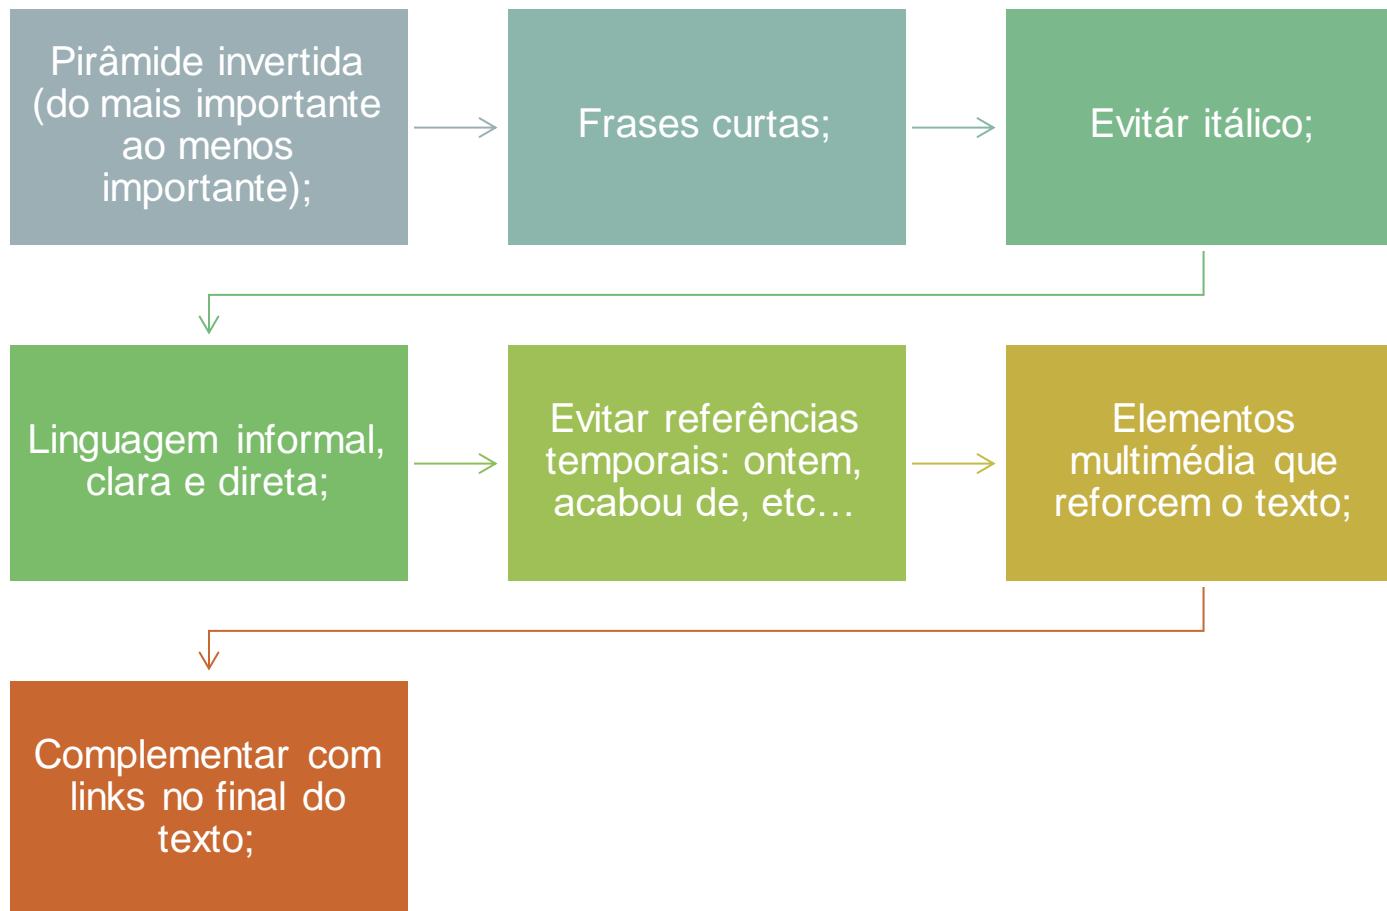 Pirâmide invertida
(do mais importante
ao menos
importante);
Frases curtas;
Evitár itálico;
Linguagem informal,
clara e direta;
Evitar referências
temporais: ontem,
acabou de, etc…
Elementos
multimédia que
reforcem o texto;
Complementar com
links no final do
texto;